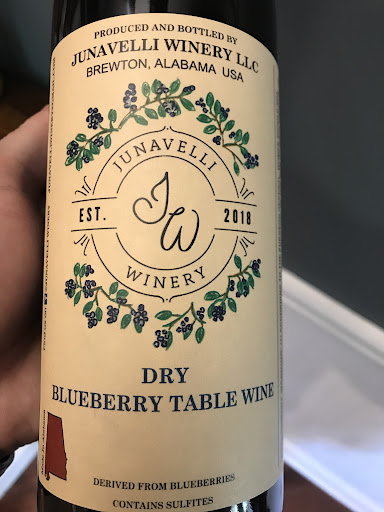 PRODUCED AND BOTTLED BY
JUNAVELLI WINERY LLC
BREWTON, ALABAMA USA
JUNAVELLI
EST. JW 2018
WINERY
DRY
BLUEBERRY TABLE WINE
DERIVED FROM BLUEBERRIES
CONTAINS SULFITES